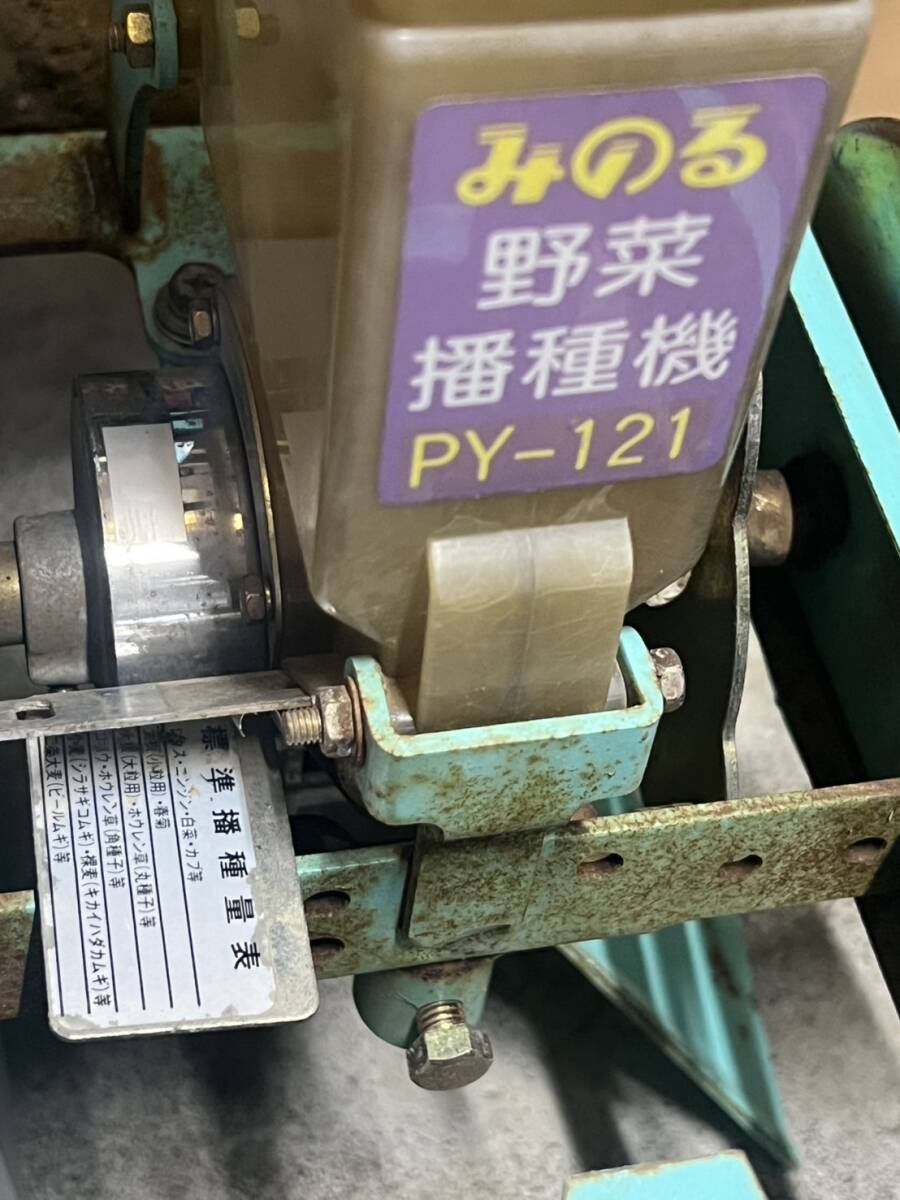 みのる
野菜
播種機
PY-121
標準播種量表
ス・ニンジン・白菜・カブ等
(小粒用)・春菊
(大粒用)・ホウレン草(丸種子)等
ウ・ホウレン草(角種子)等
(シラサギコムギ)・裸麦(キカイハダカムギ)等
大麦(ビールムギ)等